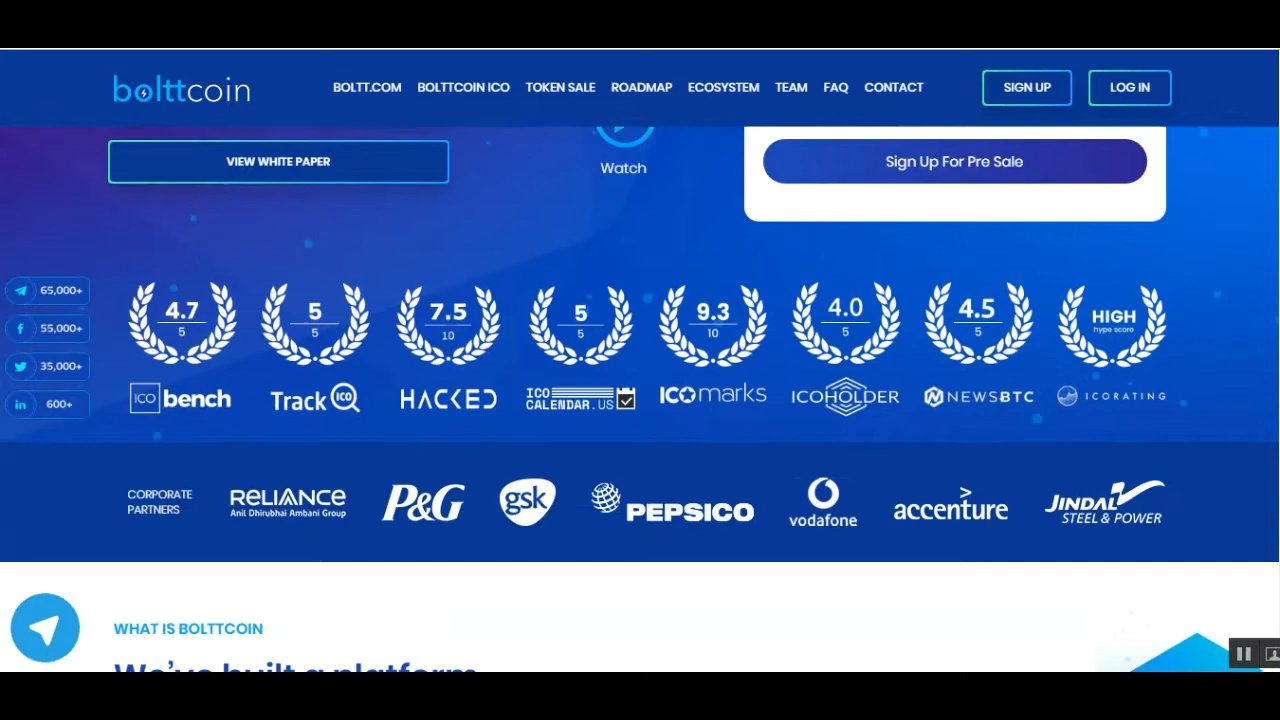 bolttcoin
BOLTT.COM BOLTTCOIN ICO TOKEN SALE ROADMAP ECOSYSTEM TEAM FAQ CONTACT SIGN UP LOG IN
VIEW WHITE PAPER
Watch
Sign Up For Pre Sale
65,000+
55,000+
35,000+
600+
4.7
5
5
5
7.5
10
5
5
9.3
10
4.0
5
4.5
5
HIGH
hype score
ICO bench
Track ICO
HACKED
ICO
CALENDAR.US
ICOmarks
ICOHOLDER
NEWSBTC
ICORATING
CORPORATE
PARTNERS
RELIANCE
Anil Dhirubhai Ambani Group
P&G
gsk
PEPSICO
vodafone
accenture
JINDAL
STEEL & POWER
WHAT IS BOLTTCOIN
We've built a platform